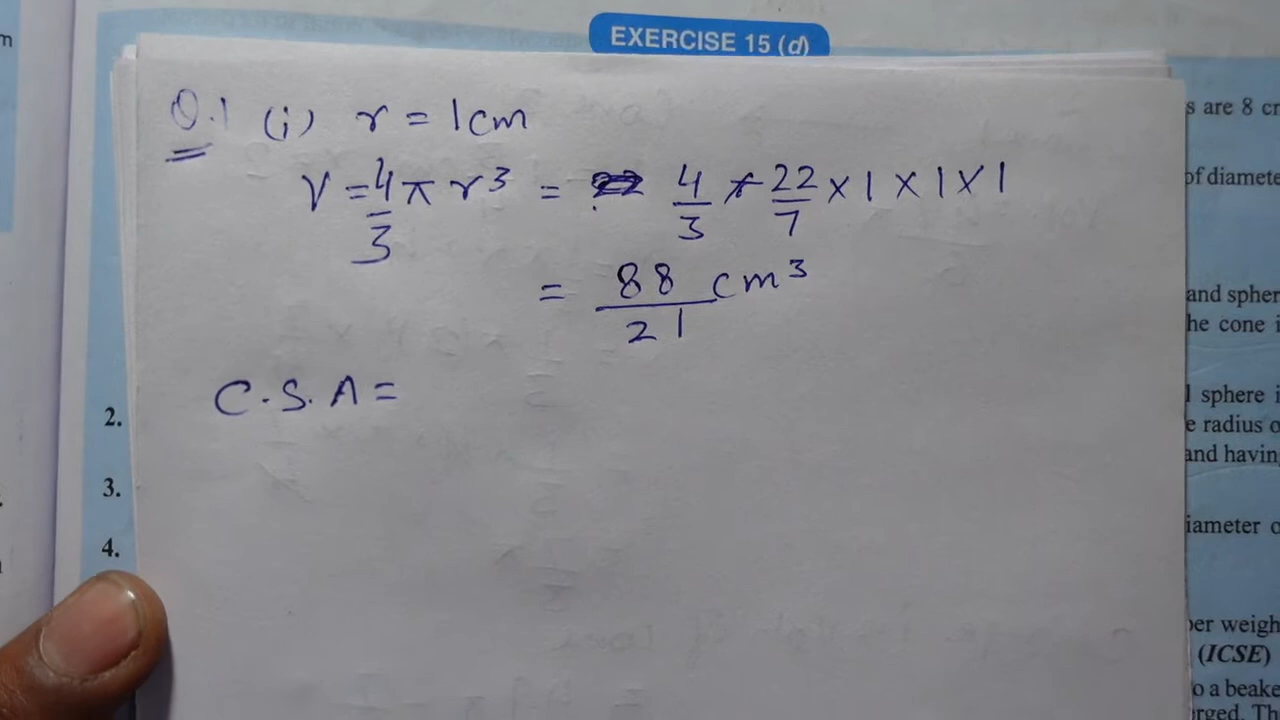 m
EXERCISE 15 (d)
Q.1 (i) r = 1cm
V = 4/3 π r³ = 4/3 × 22/7 × 1 × 1 × 1
= 88/21 cm³
C.S.A =
2.
3.
4.
s are 8 cm
of diamete
and spher
he cone i
l sphere i
e radius o
and having
iameter o
per weigh
(ICSE)
o a beake
rged. Th